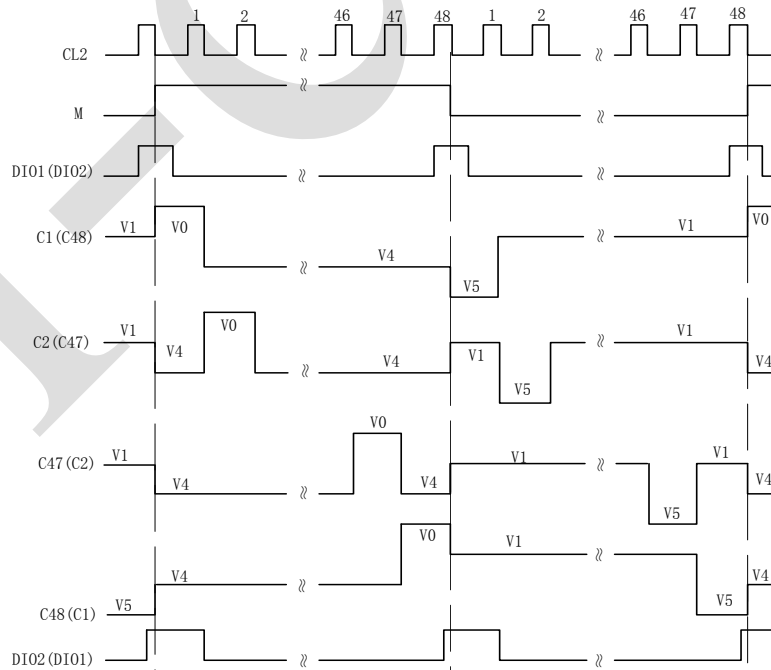 1 2 46 47 48 1 2 46 47 48
CL2
M
DIO1(DIO2)
C1(C48) V1 V0 V4 V5 V1 V0
C2(C47) V1 V4 V0 V4 V1 V5 V1 V4
C47(C2) V1 V4 V0 V4 V1 V5 V1 V4
C48(C1) V5 V4 V0 V1 V5 V4
DIO2(DIO1)